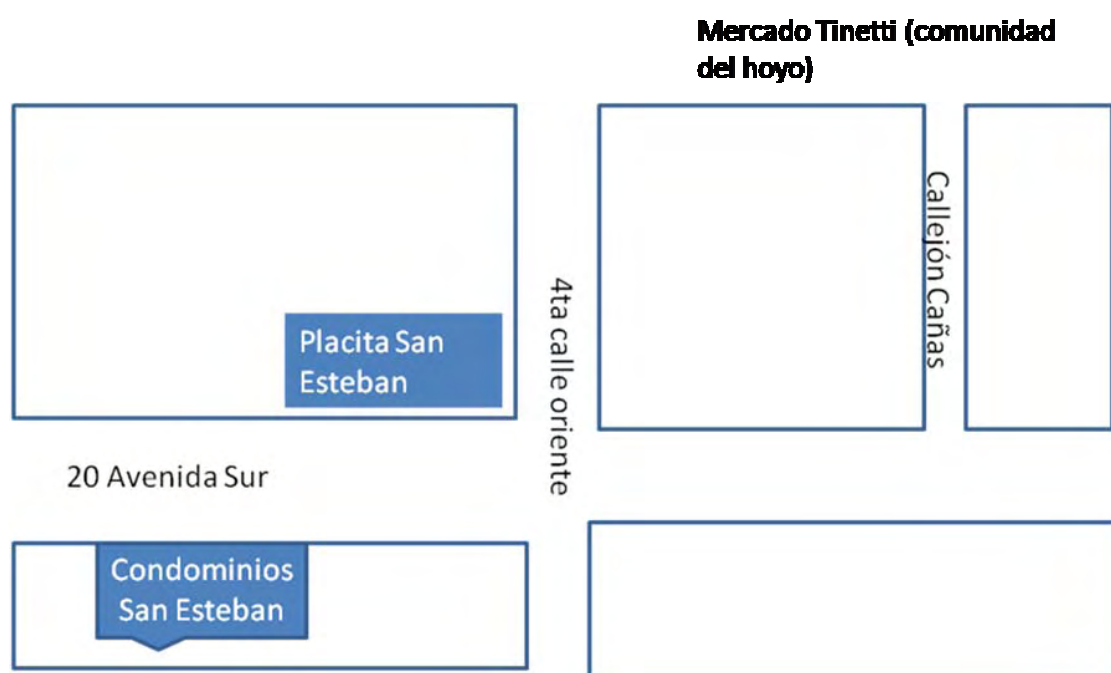 Mercado Tinetti (comunidad
del hoyo)
Callejón Cañas
4ta calle oriente
Placita San
Esteban
20 Avenida Sur
Condominios
San Esteban